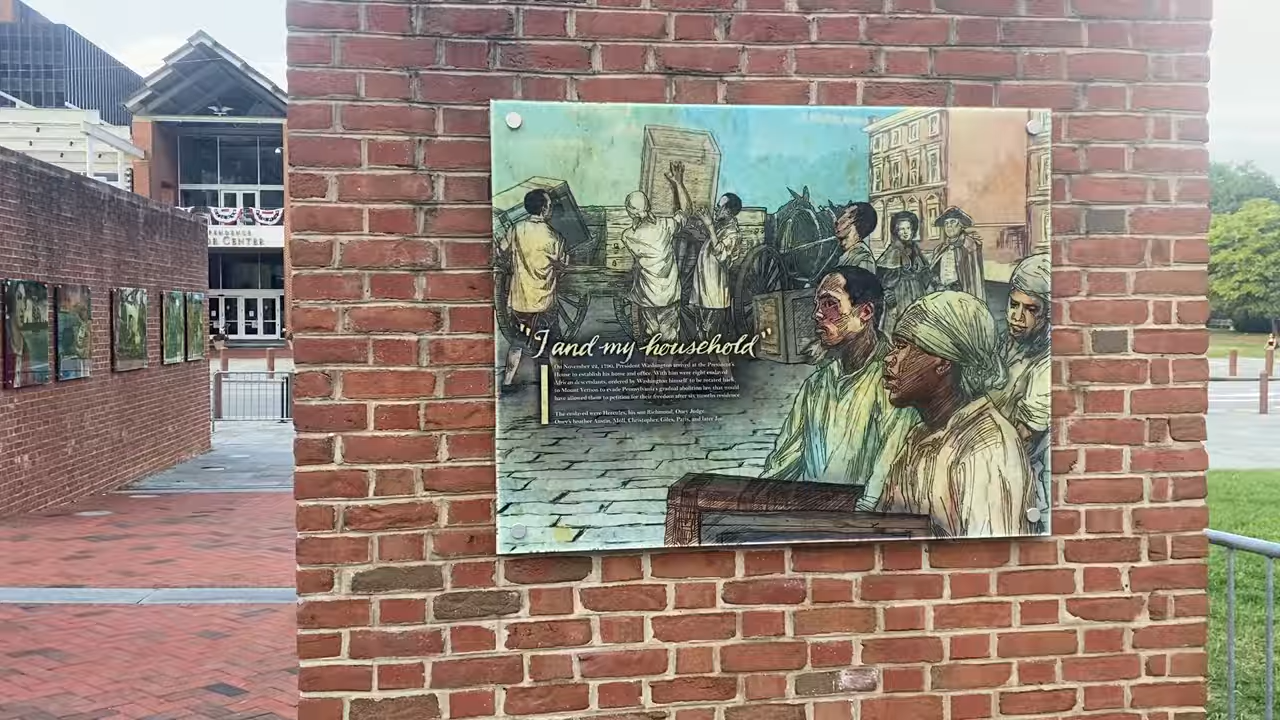 "I and my household"
On November 22, 1790, President Washington arrived at the President's
House to establish his home and office. With him were eight enslaved
African descendants, ordered by Washington himself to be rotated back
to Mount Vernon to evade Pennsylvania's gradual abolition law that would
have allowed them to petition for their freedom after six months residence.
The enslaved were Hercules, his son Richmond, Oney Judge,
Oney's brother Austin, Moll, Christopher, Giles, Paris, and later Joe.
CENTER